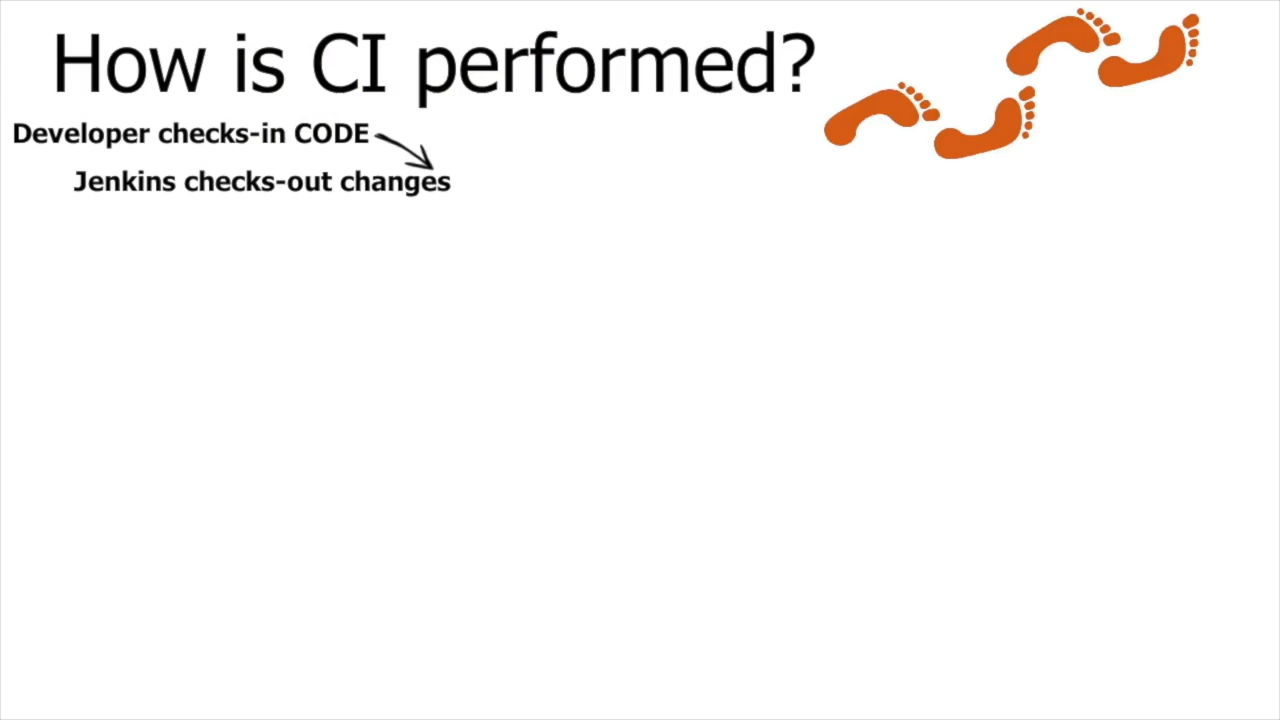 How is CI performed?
Developer checks-in CODE
Jenkins checks-out changes